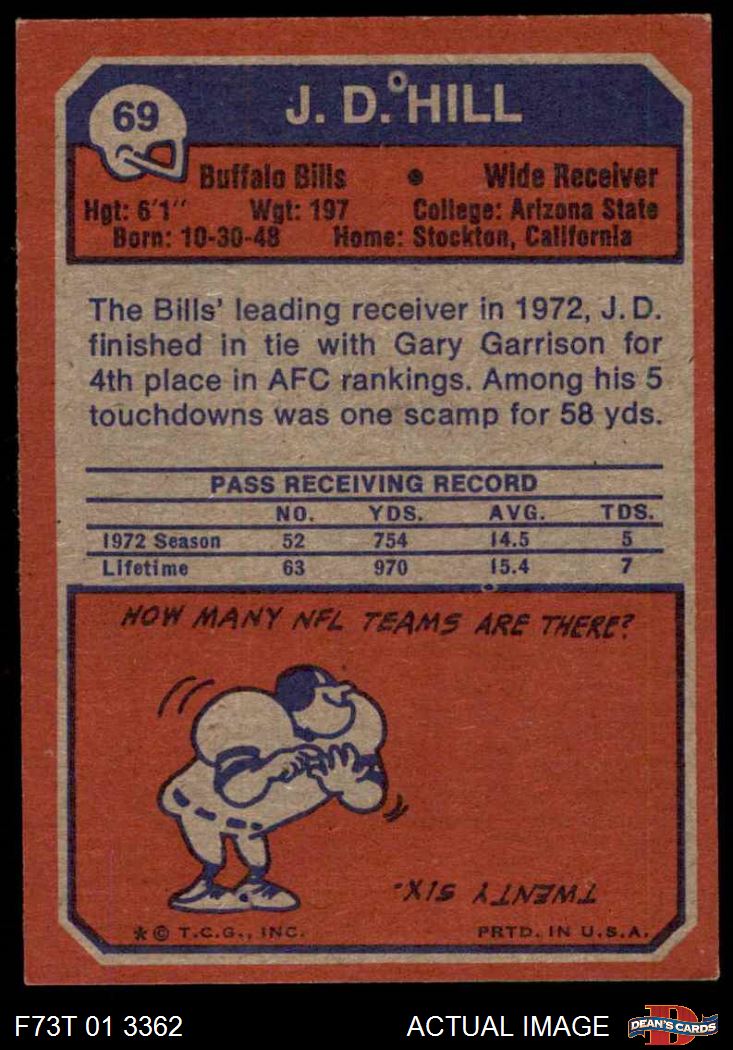 69
J. D. HILL
Buffalo Bills • Wide Receiver
Hgt: 6'1" Wgt: 197 College: Arizona State
Born: 10-30-48 Home: Stockton, California
The Bills' leading receiver in 1972, J.D.
finished in tie with Gary Garrison for
4th place in AFC rankings. Among his 5
touchdowns was one scamp for 58 yds.
PASS RECEIVING RECORD
NO. YDS. AVG. TDS.
1972 Season 52 754 14.5 5
Lifetime 63 970 15.4 7
HOW MANY NFL TEAMS ARE THERE?
TWENTY SIX.
* © T.C.G., INC. PRTD. IN U.S.A.
F73T 01 3362 ACTUAL IMAGE D DEAN'S CARDS